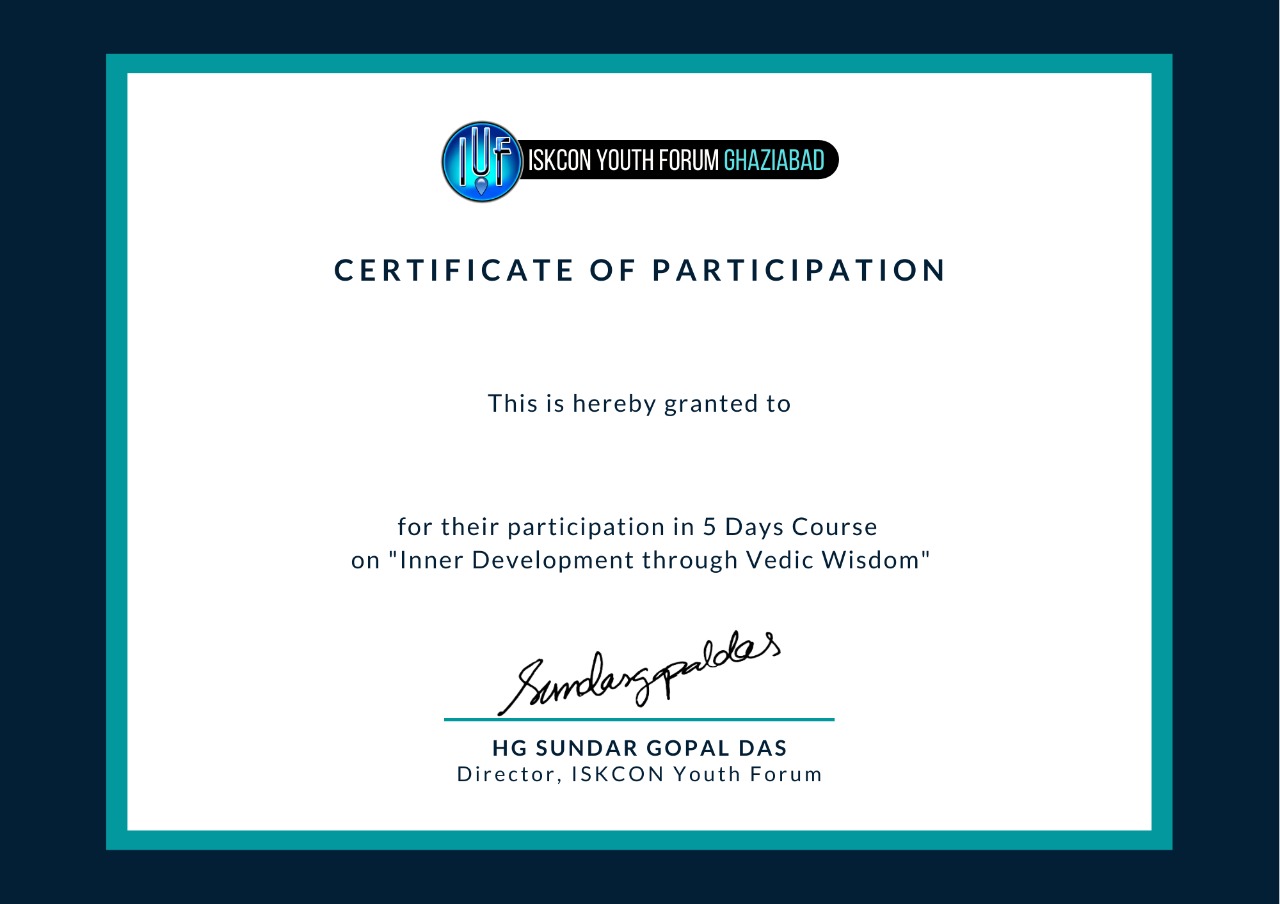 IUF ISKCON YOUTH FORUM GHAZIABAD
CERTIFICATE OF PARTICIPATION
This is hereby granted to
for their participation in 5 Days Course
on "Inner Development through Vedic Wisdom"
Sundargopaldas
HG SUNDAR GOPAL DAS
Director, ISKCON Youth Forum